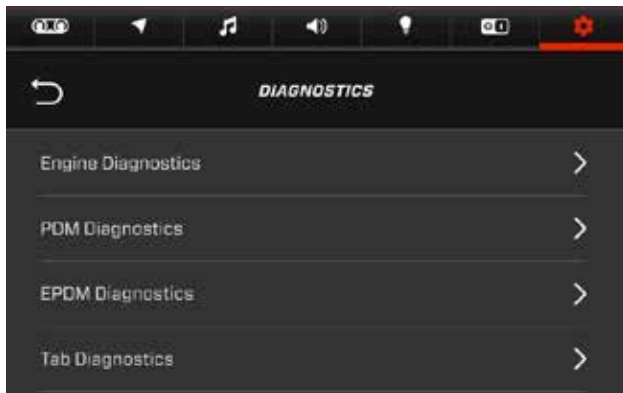 DIAGNOSTICS
Engine Diagnostics
PDM Diagnostics
EPDM Diagnostics
Tab Diagnostics